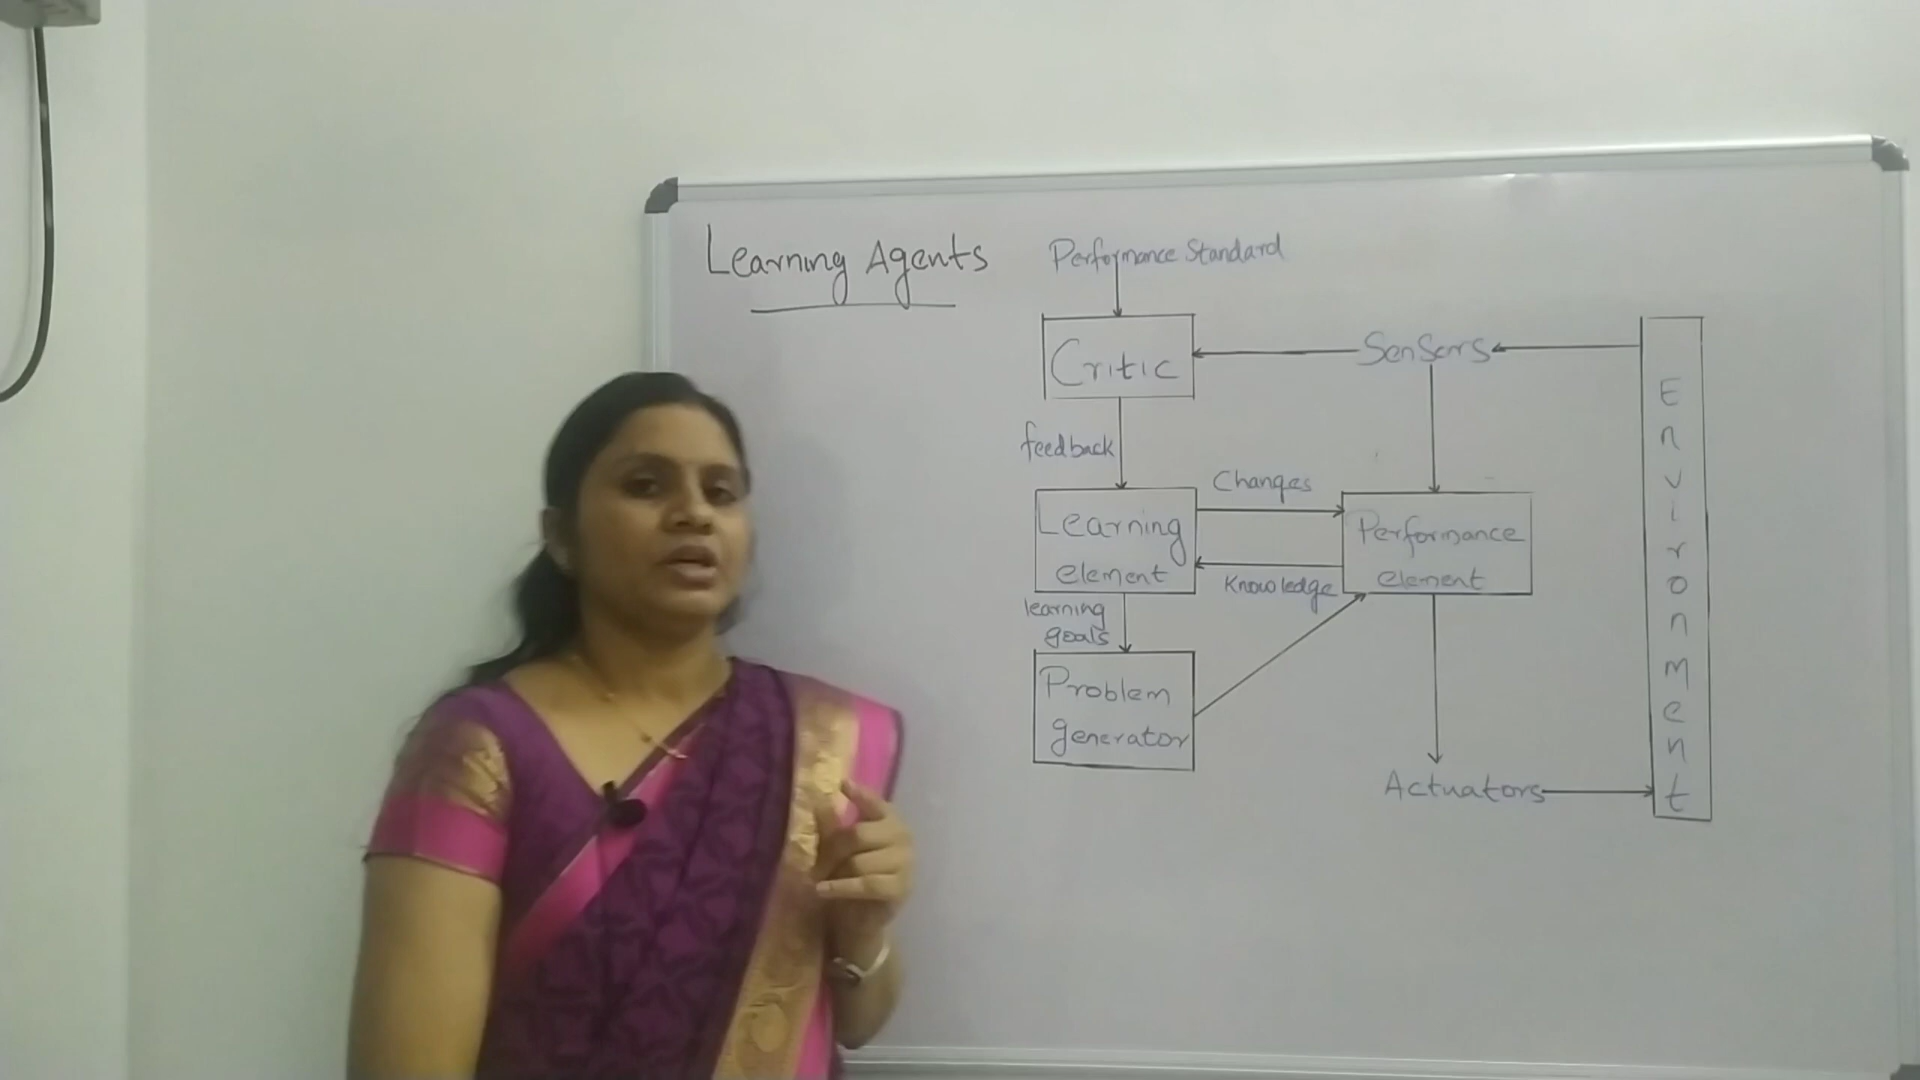 Learning Agents
Performance Standard
Critic
Sensors
feedback
Changes
Learning
element
Performance
element
Knowledge
learning
goals
Problem
generator
Actuators
Environment